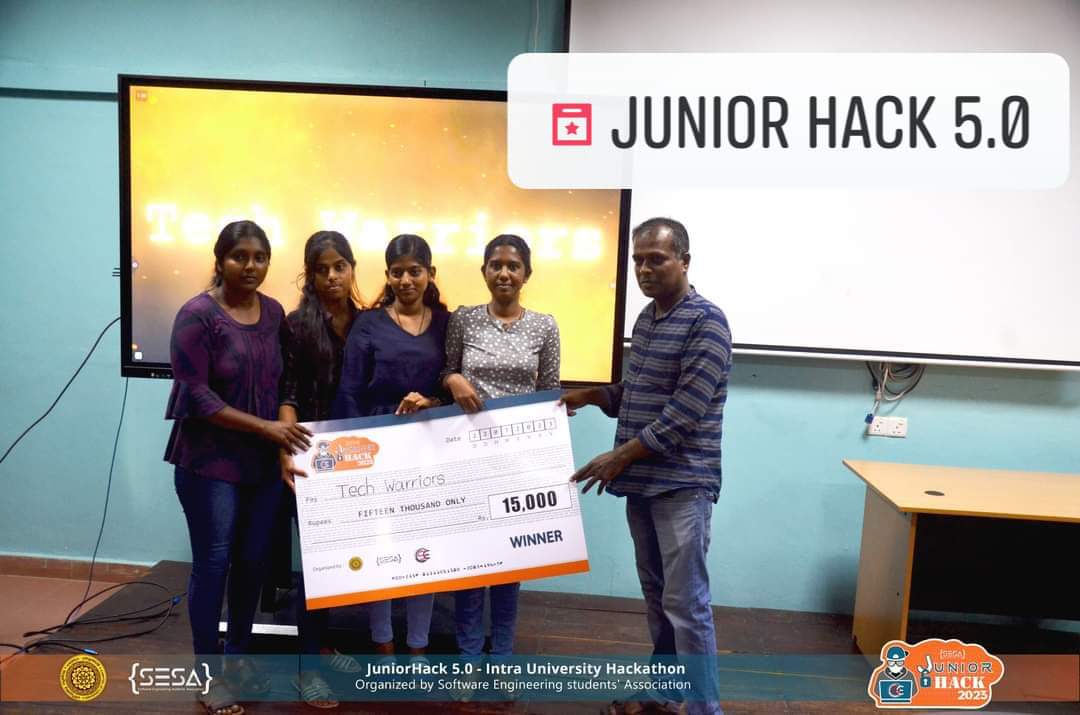 JUNIOR HACK 5.0
Tech Warriors
JUNIOR
HACK
2023
Date
Pay Tech Warriors
Rupees FIFTEEN THOUSAND ONLY
Rs. 15,000
WINNER
Organized by {SESA}
{SESA}
JuniorHack 5.0 - Intra University Hackathon
Organized by Software Engineering students' Association
{SESA}
JUNIOR
HACK
2023